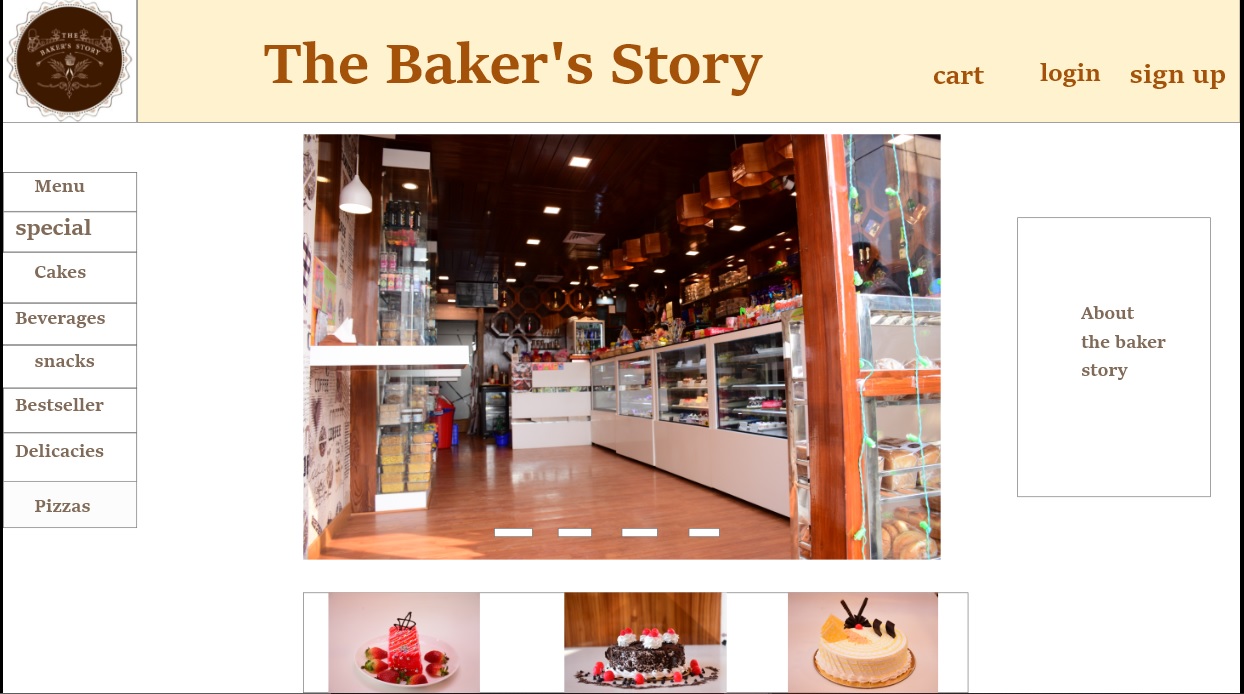 THE
BAKER'S STORY
The Baker's Story
cart
login
sign up
Menu
special
Cakes
Beverages
snacks
Bestseller
Delicacies
Pizzas
About
the baker
story